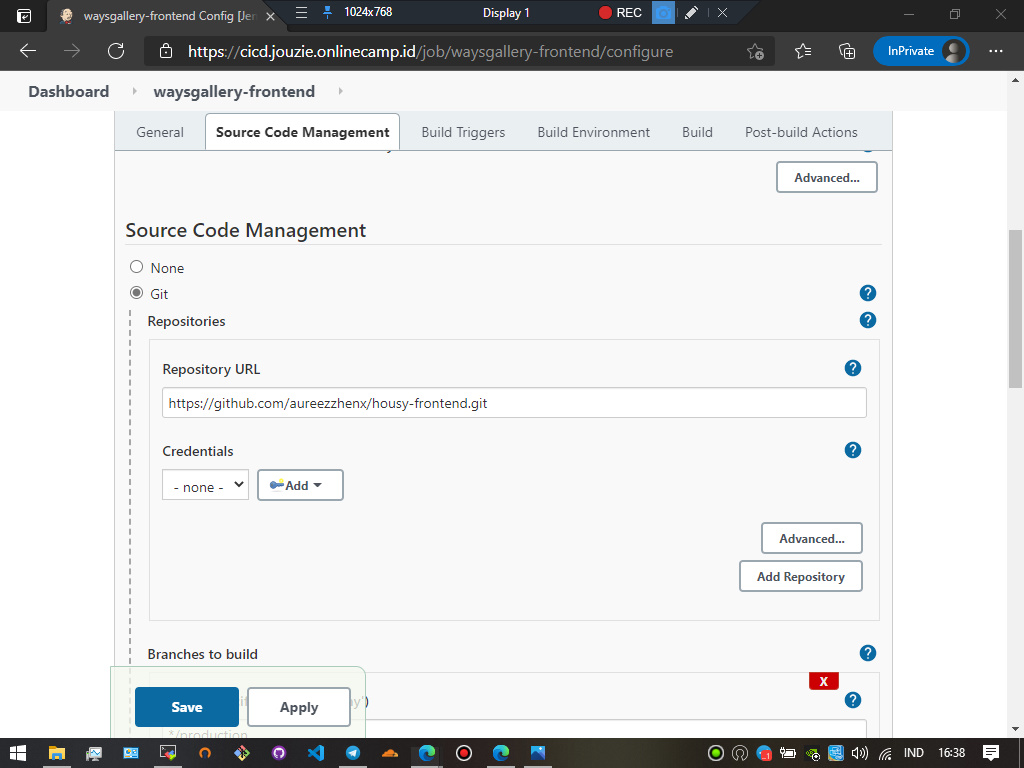 1024x768
Display 1
REC
waysgallery-frontend Config [Jen
https://cicd.jouzie.onlinecamp.id/job/waysgallery-frontend/configure
InPrivate
Dashboard
waysgallery-frontend
General
Source Code Management
Build Triggers
Build Environment
Build
Post-build Actions
Advanced...
Source Code Management
None
Git
?
Repositories
?
Repository URL
?
https://github.com/aureezzhenx/housy-frontend.git
Credentials
?
- none -
Add
Advanced...
Add Repository
Branches to build
?
X
?
Save
Apply
*/production
IND
16:38